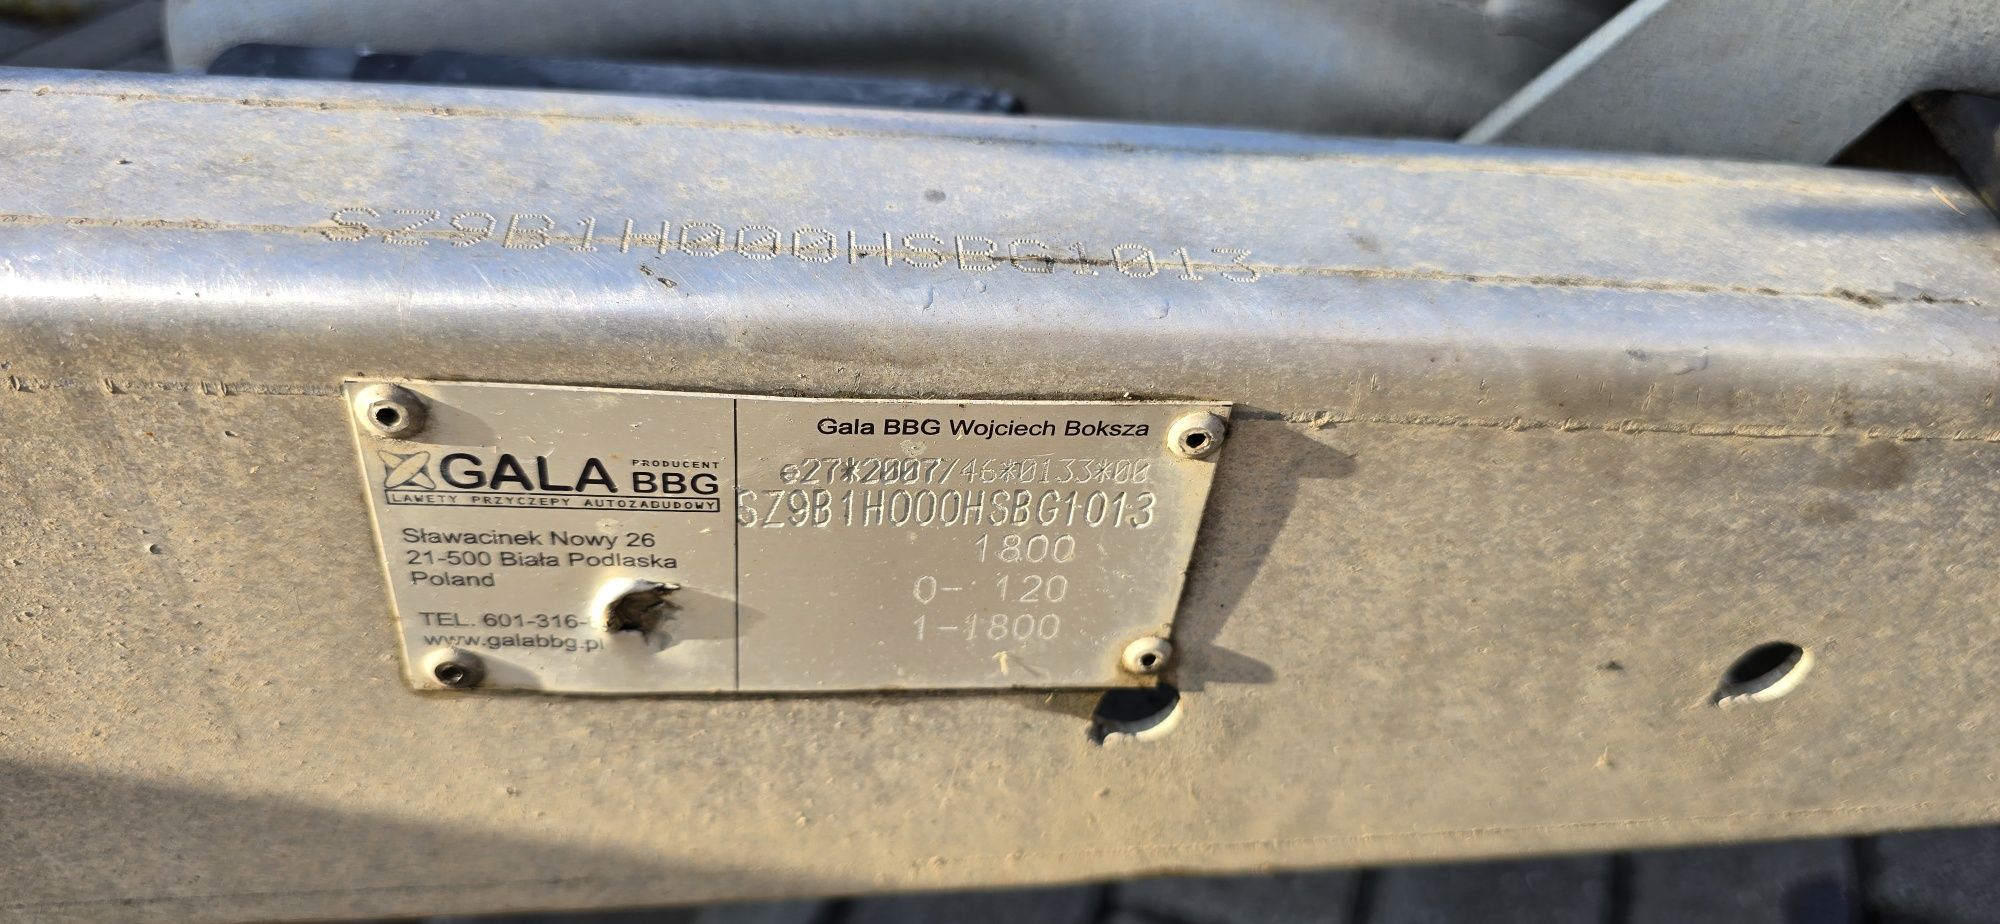 SZ9B1H000HSBG1013
GALA PRODUCENT BBG
LAWETY PRZYCZEPY AUTOZABUDOWY
Sławacinek Nowy 26
21-500 Biała Podlaska
Poland
TEL. 601-316-
www.galabbg.pl
Gala BBG Wojciech Boksza
e27*2007/46*0133*00
SZ9B1H000HSBG1013
1800
0- 120
1-1800